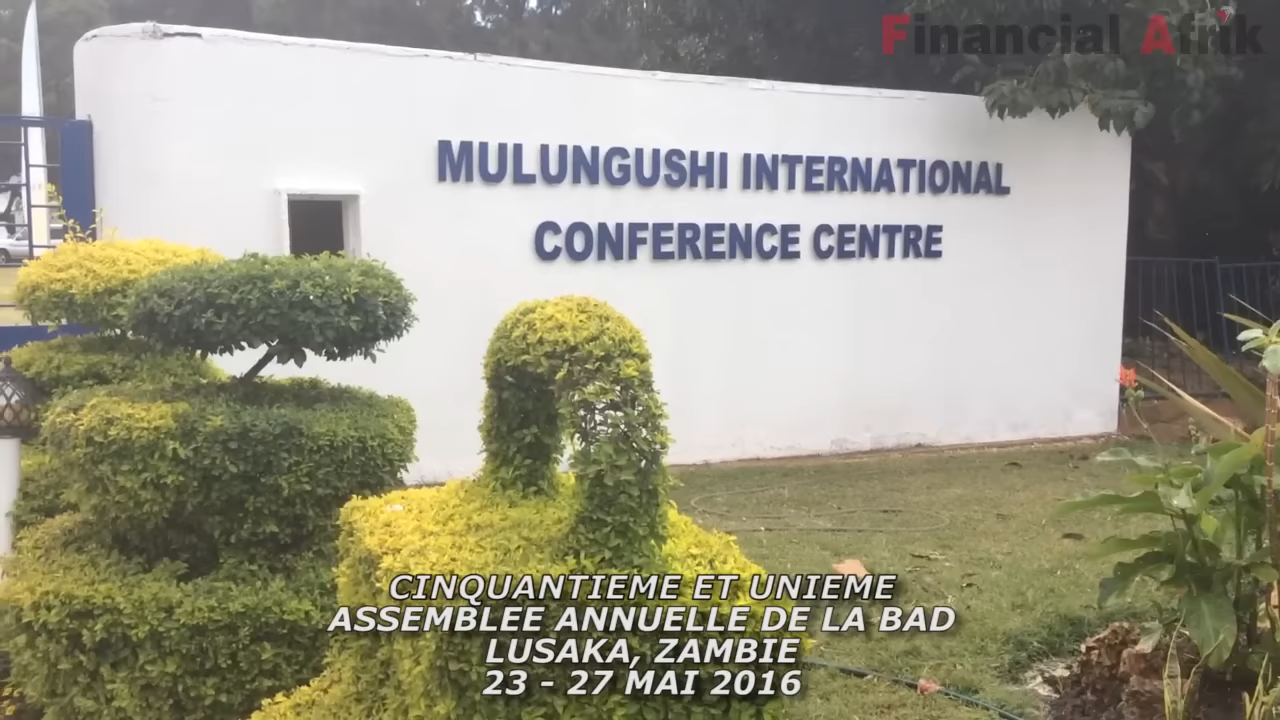 Financial Afrik
MULUNGUSHI INTERNATIONAL
CONFERENCE CENTRE
CINQUANTIEME ET UNIEME
ASSEMBLEE ANNUELLE DE LA BAD
LUSAKA, ZAMBIE
23 - 27 MAI 2016